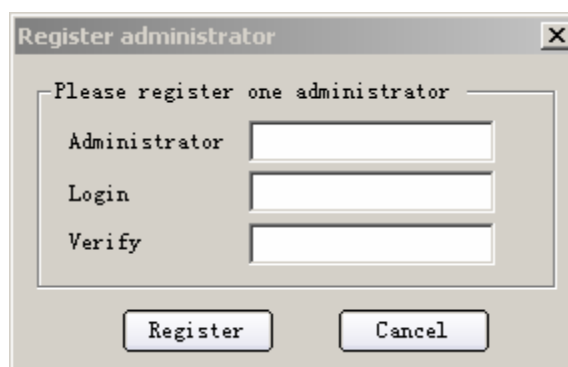 Register administrator
Please register one administrator
Administrator
Login
Verify
Register Cancel